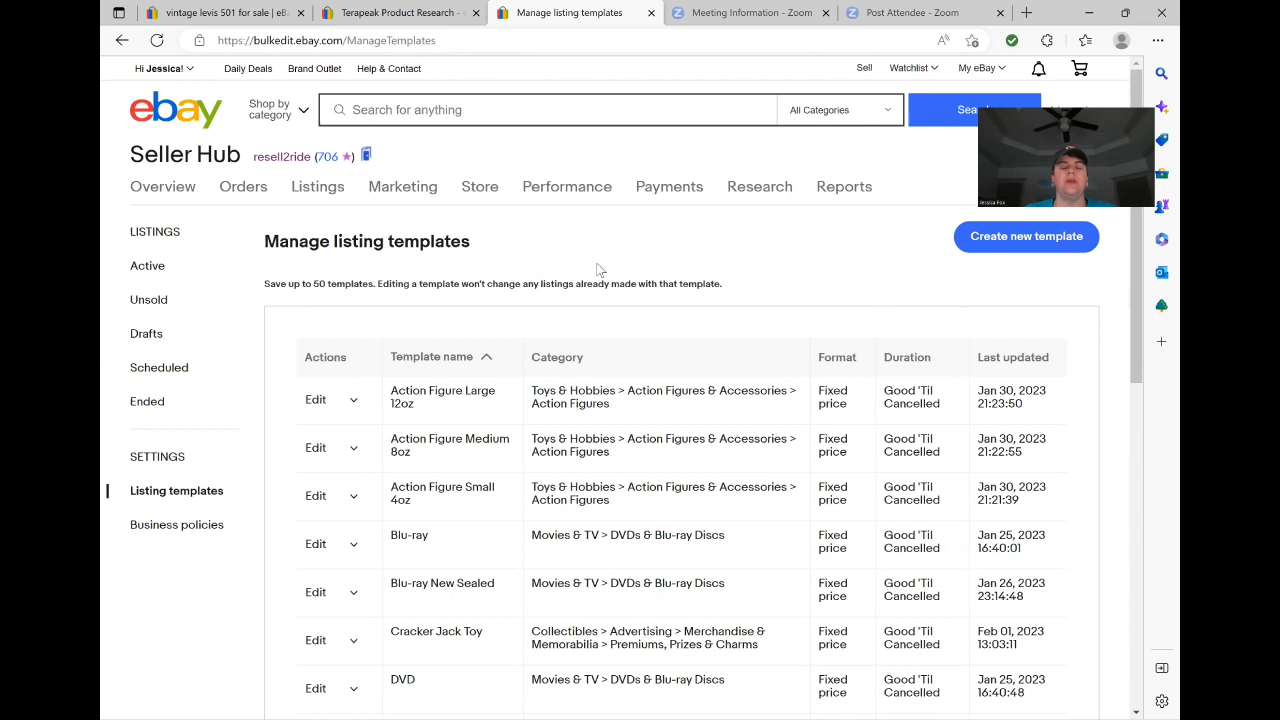 vintage levis 501 for sale | eB
Terapeak Product Research - e
Manage listing templates
Meeting Information - Zoom
Post Attendee - Zoom
https://bulkedit.ebay.com/ManageTemplates
Hi Jessica!
Daily Deals
Brand Outlet
Help & Contact
Sell
Watchlist
My eBay
ebay
Shop by
category
Search for anything
All Categories
Sea
Seller Hub
resell2ride (706 ★)
Jessica Fox
Overview
Orders
Listings
Marketing
Store
Performance
Payments
Research
Reports
LISTINGS
Active
Unsold
Drafts
Scheduled
Ended
SETTINGS
Listing templates
Business policies
Manage listing templates
Create new template
Save up to 50 templates. Editing a template won't change any listings already made with that template.
Actions
Template name
Category
Format
Duration
Last updated
Edit
Action Figure Large
12oz
Toys & Hobbies > Action Figures & Accessories >
Action Figures
Fixed
price
Good 'Til
Cancelled
Jan 30, 2023
21:23:50
Edit
Action Figure Medium
8oz
Toys & Hobbies > Action Figures & Accessories >
Action Figures
Fixed
price
Good 'Til
Cancelled
Jan 30, 2023
21:22:55
Edit
Action Figure Small
4oz
Toys & Hobbies > Action Figures & Accessories >
Action Figures
Fixed
price
Good 'Til
Cancelled
Jan 30, 2023
21:21:39
Edit
Blu-ray
Movies & TV > DVDs & Blu-ray Discs
Fixed
price
Good 'Til
Cancelled
Jan 25, 2023
16:40:01
Edit
Blu-ray New Sealed
Movies & TV > DVDs & Blu-ray Discs
Fixed
price
Good 'Til
Cancelled
Jan 26, 2023
23:14:48
Edit
Cracker Jack Toy
Collectibles > Advertising > Merchandise &
Memorabilia > Premiums, Prizes & Charms
Fixed
price
Good 'Til
Cancelled
Feb 01, 2023
13:03:11
Edit
DVD
Movies & TV > DVDs & Blu-ray Discs
Fixed
price
Good 'Til
Cancelled
Jan 25, 2023
16:40:48